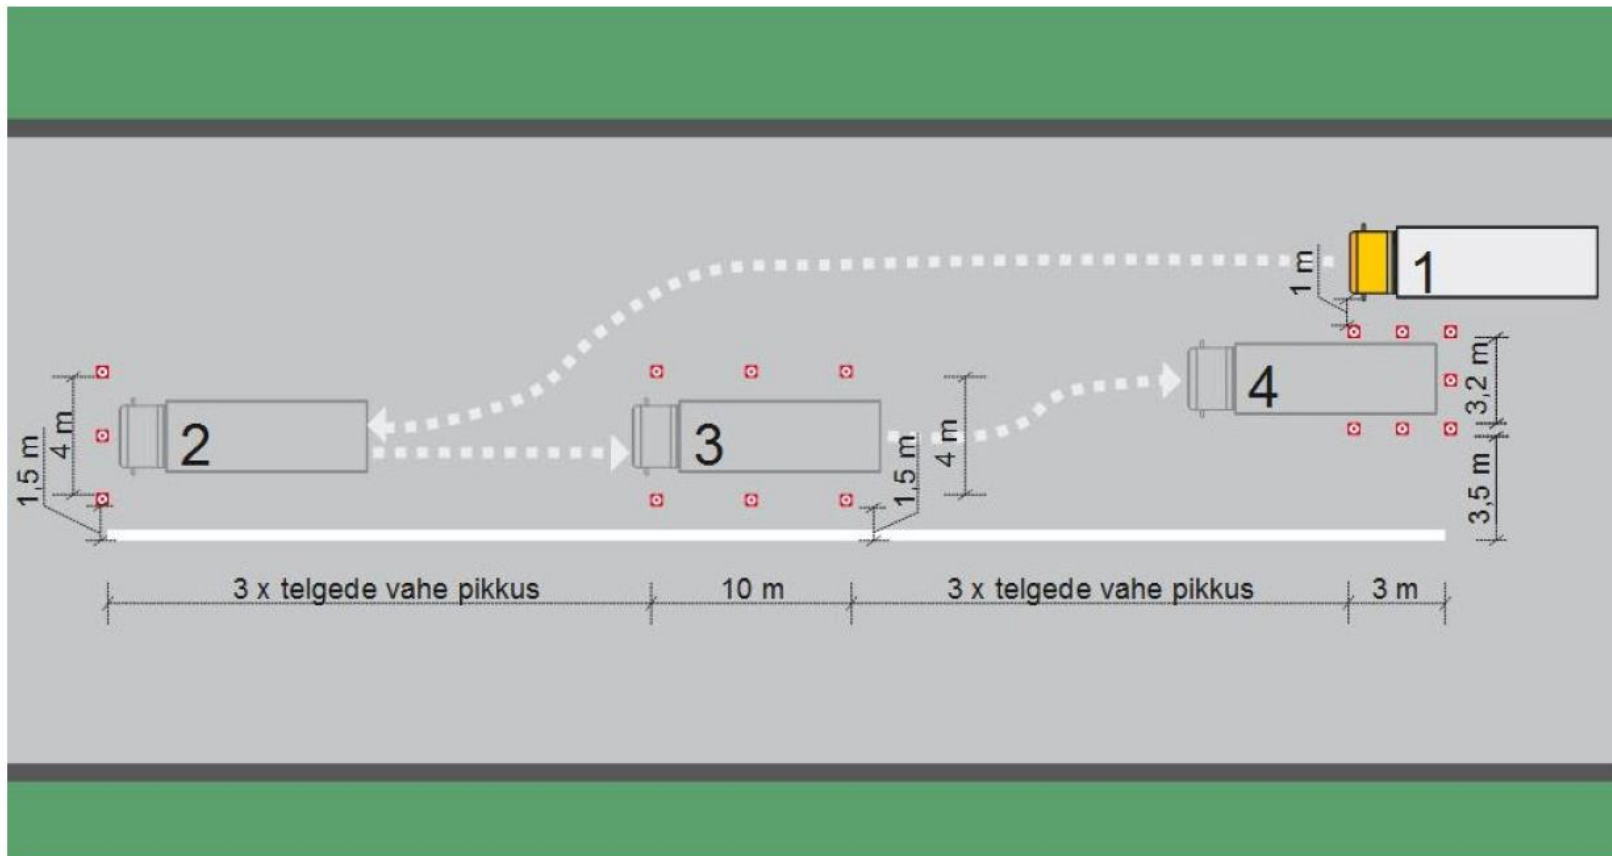 1
1 m
4
3,2 m
3,5 m
2
4 m
1,5 m
3
4 m
1,5 m
3 x telgede vahe pikkus
10 m
3 x telgede vahe pikkus
3 m